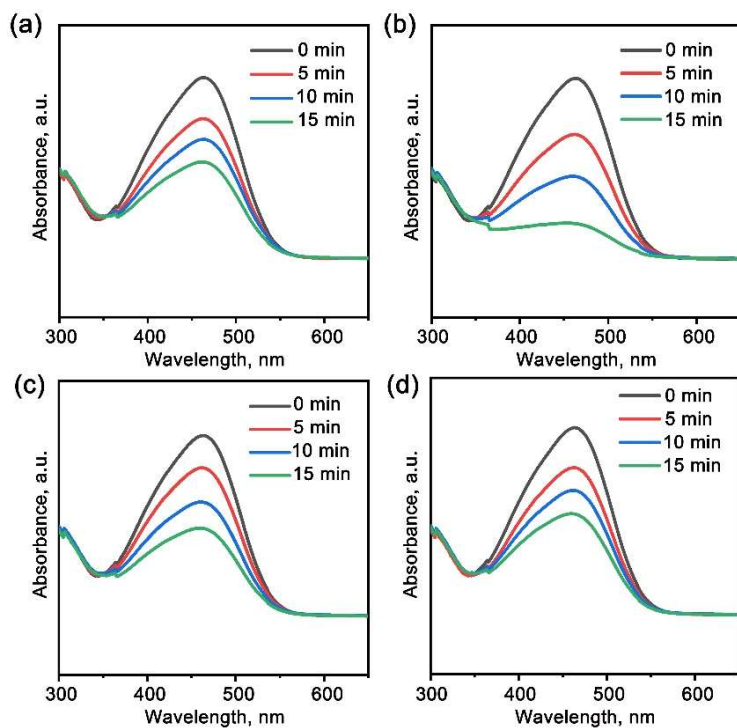 (a)
0 min
5 min
10 min
15 min
Absorbance, a.u.
300 400 500 600
Wavelength, nm
(b)
0 min
5 min
10 min
15 min
Absorbance, a.u.
300 400 500 600
Wavelength, nm
(c)
0 min
5 min
10 min
15 min
Absorbance, a.u.
300 400 500 600
Wavelength, nm
(d)
0 min
5 min
10 min
15 min
Absorbance, a.u.
300 400 500 600
Wavelength, nm